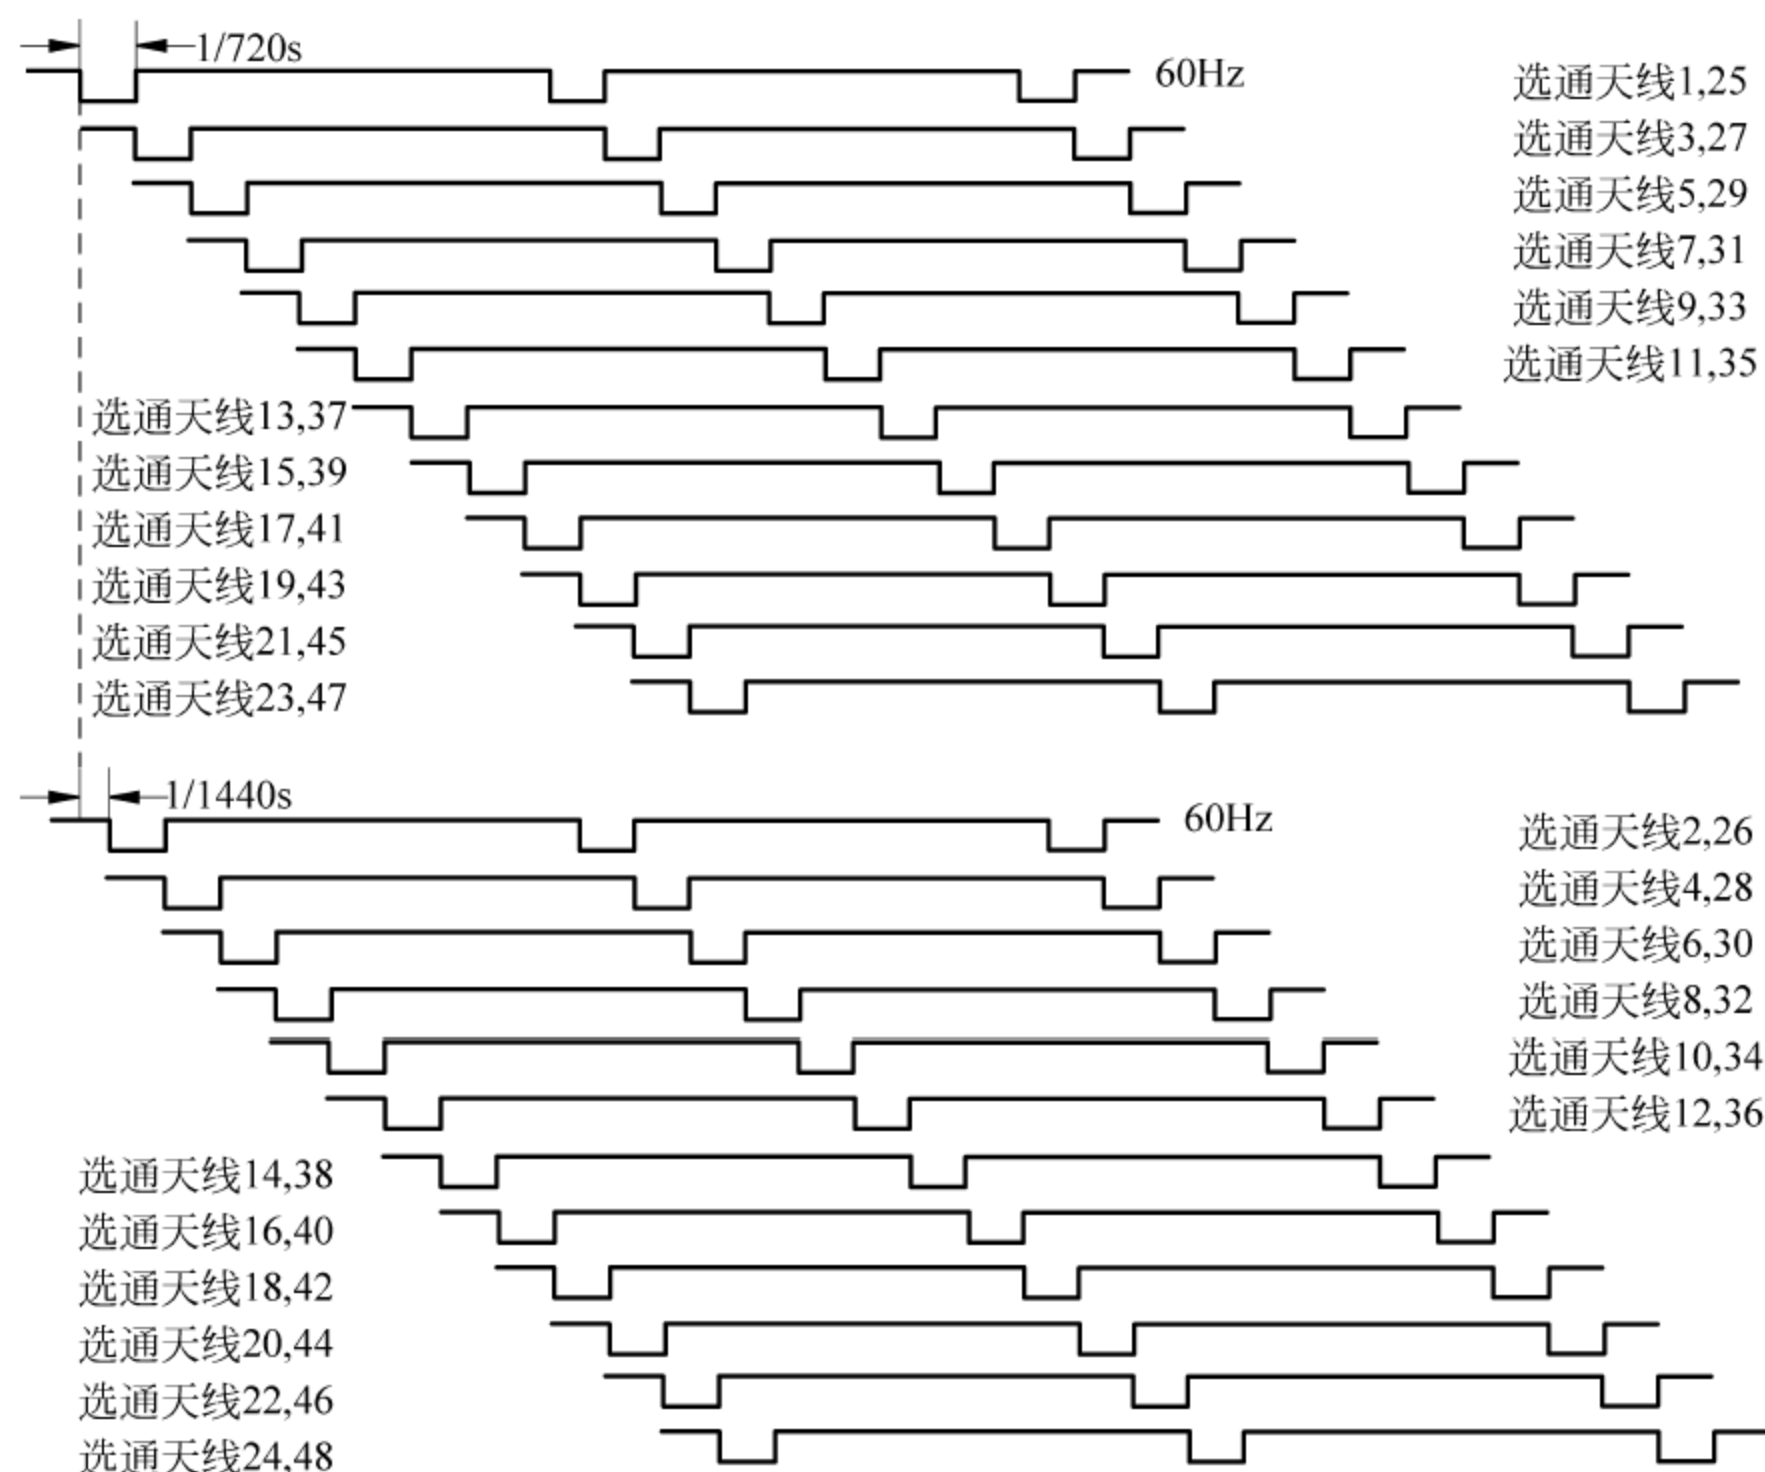 1/720s
60Hz
选通天线1,25
选通天线3,27
选通天线5,29
选通天线7,31
选通天线9,33
选通天线11,35
选通天线13,37
选通天线15,39
选通天线17,41
选通天线19,43
选通天线21,45
选通天线23,47
1/1440s
60Hz
选通天线2,26
选通天线4,28
选通天线6,30
选通天线8,32
选通天线10,34
选通天线12,36
选通天线14,38
选通天线16,40
选通天线18,42
选通天线20,44
选通天线22,46
选通天线24,48